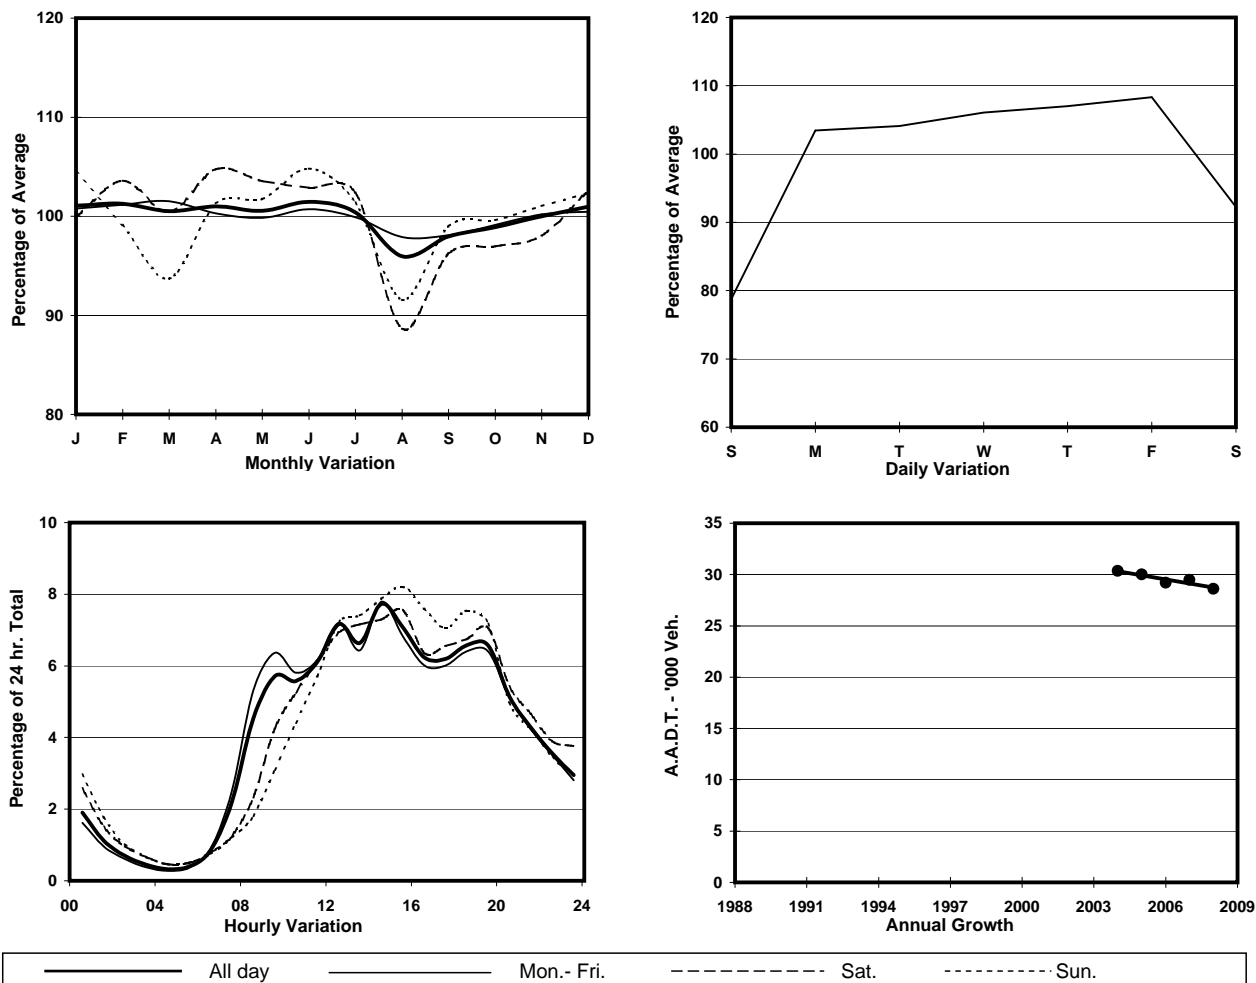 120
110
100
90
80
Percentage of Average
J F M A M J J A S O N D
Monthly Variation
120
110
100
90
80
70
60
Percentage of Average
S M T W T F S
Daily Variation
10
8
6
4
2
0
Percentage of 24 hr. Total
00 04 08 12 16 20 24
Hourly Variation
35
30
25
20
15
10
5
0
A.A.D.T. - '000 Veh.
1988 1991 1994 1997 2000 2003 2006 2009
Annual Growth
All day Mon.- Fri. Sat. Sun.